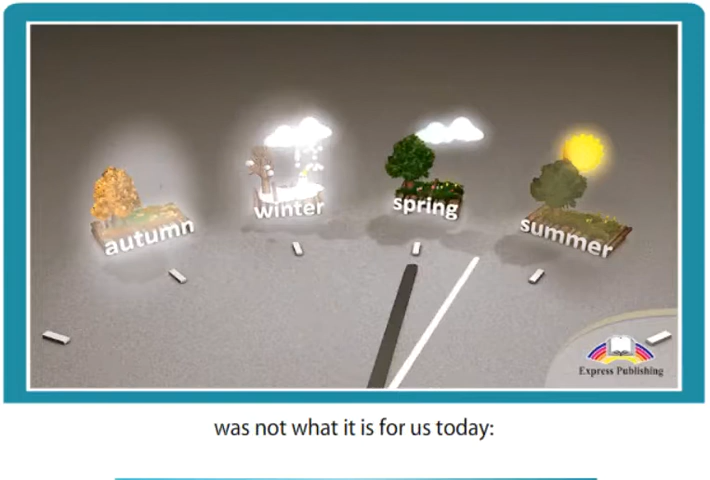 autumn winter spring summer
Express Publishing
was not what it is for us today: